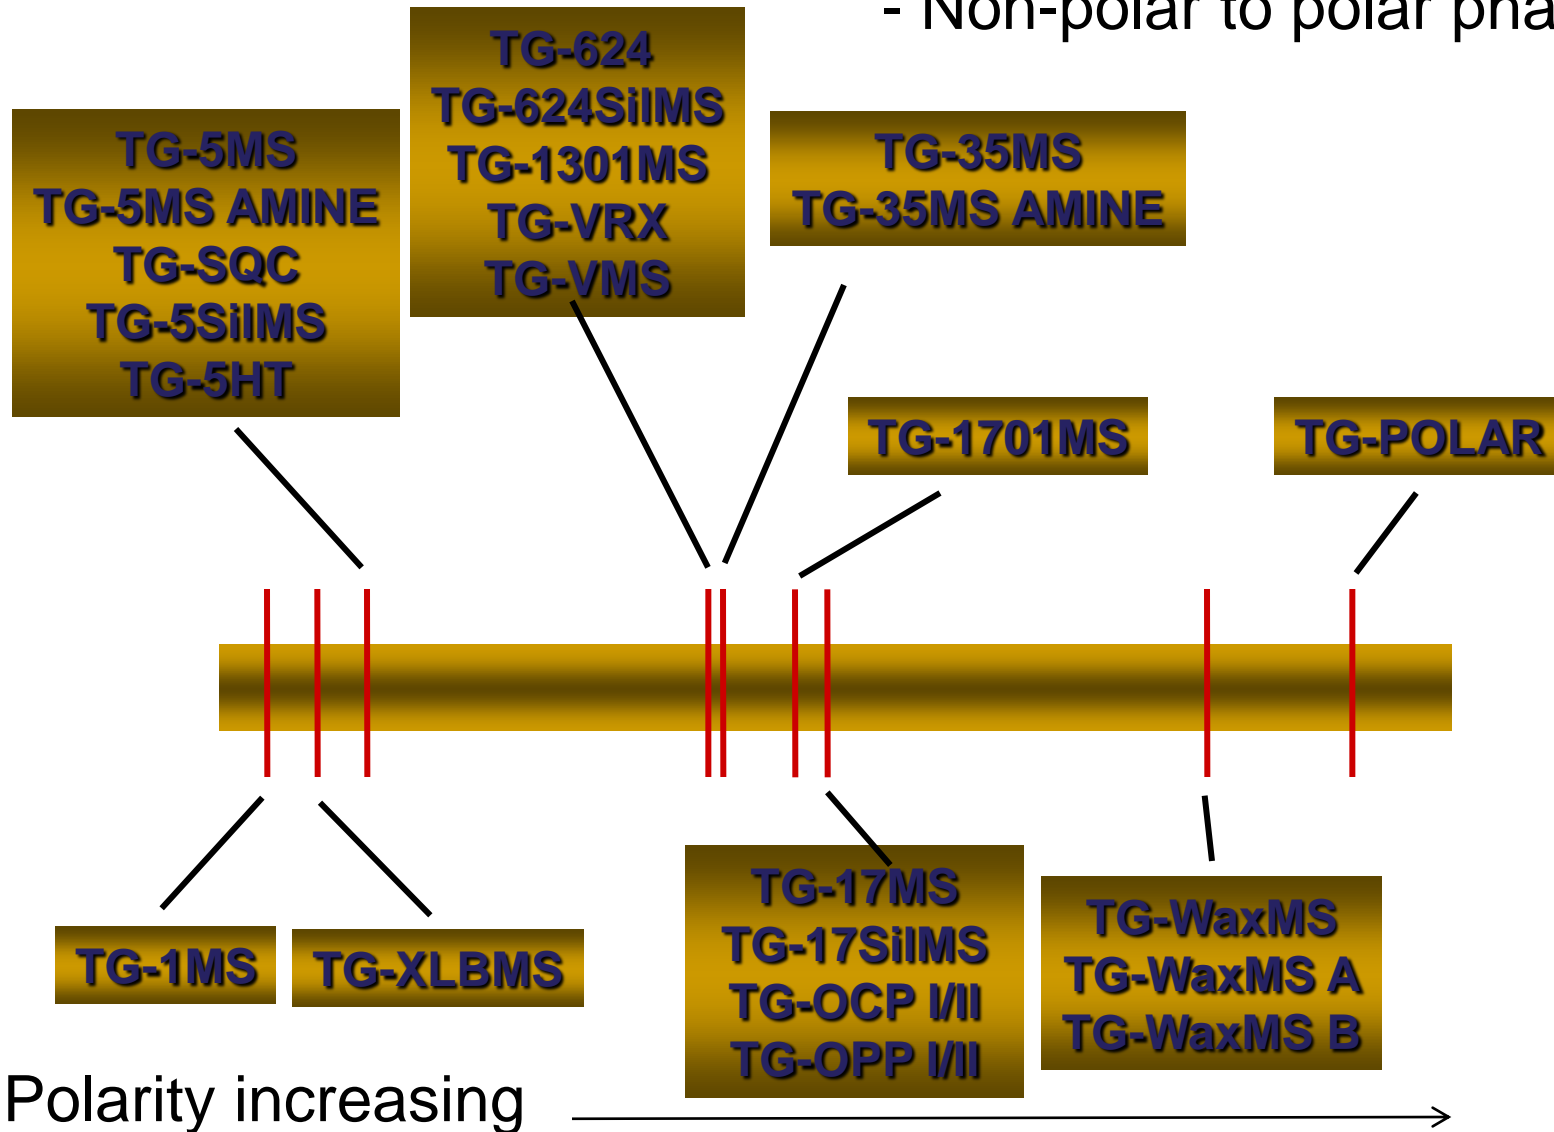 - Non-polar to polar pha
TG-624
TG-624SilMS
TG-1301MS
TG-VRX
TG-VMS
TG-5MS
TG-5MS AMINE
TG-SQC
TG-5SilMS
TG-5HT
TG-35MS
TG-35MS AMINE
TG-1701MS
TG-POLAR
TG-1MS
TG-XLBMS
TG-17MS
TG-17SilMS
TG-OCP I/II
TG-OPP I/II
TG-WaxMS
TG-WaxMS A
TG-WaxMS B
Polarity increasing